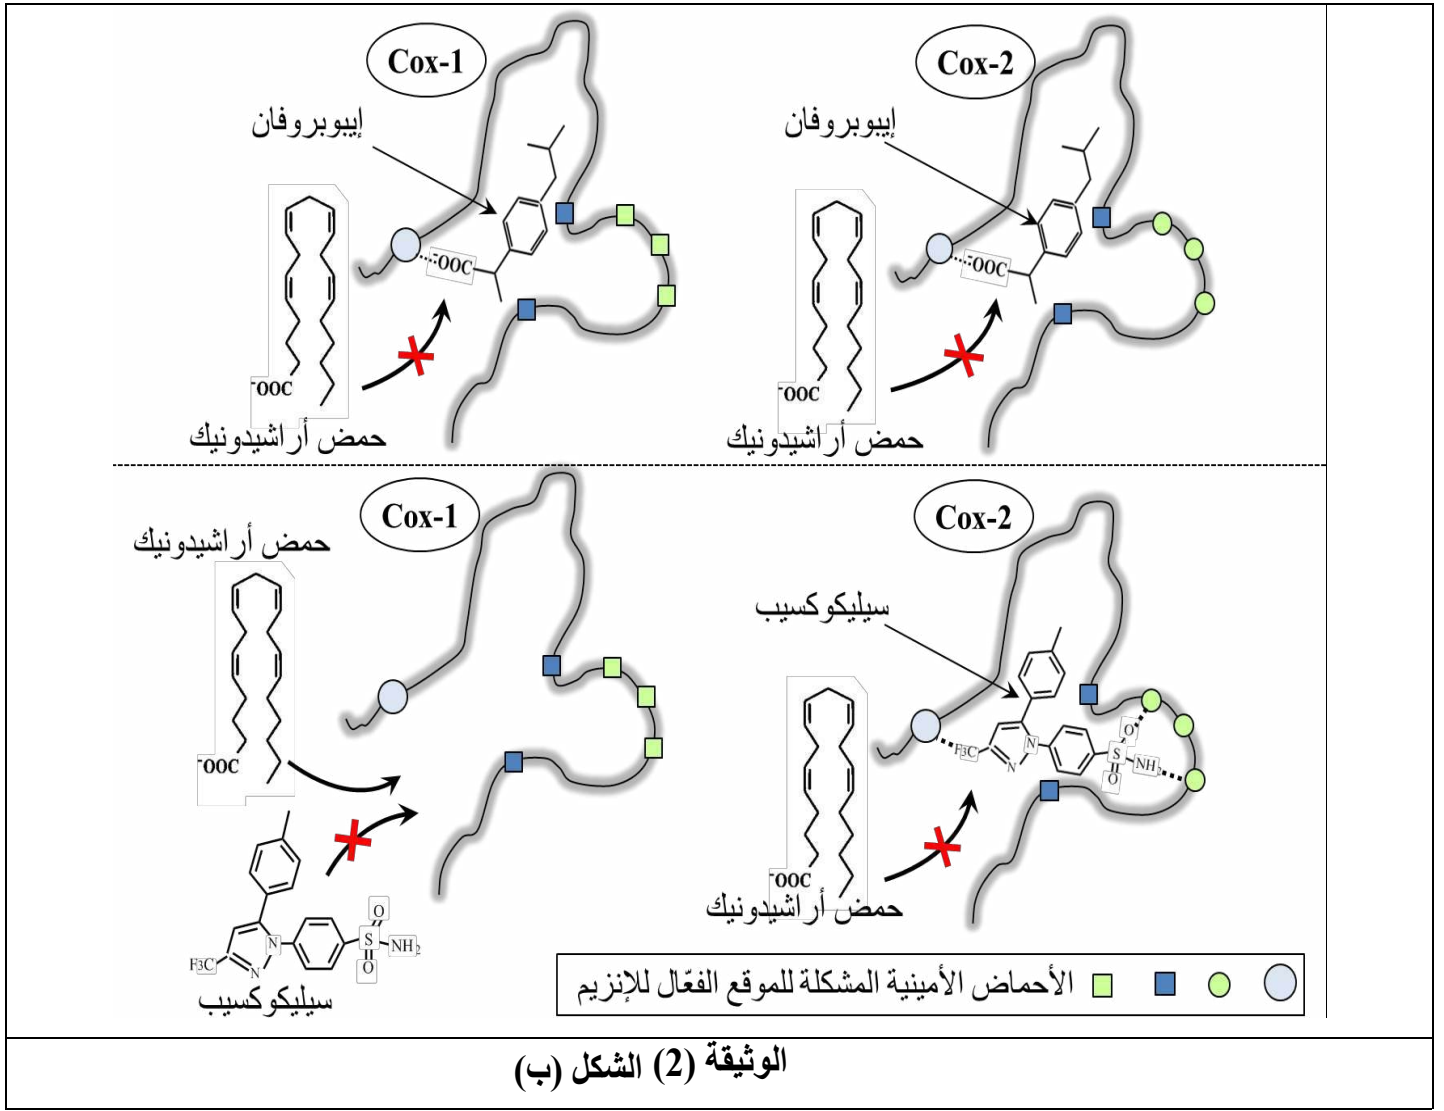 Cox-1
إيبوبروفان
⁻OOC
⁻OOC
حمض أراشيدونيك
Cox-2
إيبوبروفان
⁻OOC
⁻OOC
حمض أراشيدونيك
Cox-1
حمض أراشيدونيك
⁻OOC
F3C
N
N
O
S
O
NH₂
سيليكوكسيب
Cox-2
سيليكوكسيب
F3C
N
N
O
S
O
NH₂
⁻OOC
حمض أراشيدونيك
الأحماض الأمينية المشكلة للموقع الفعّال للإنزيم
الوثيقة (2) الشكل (ب)